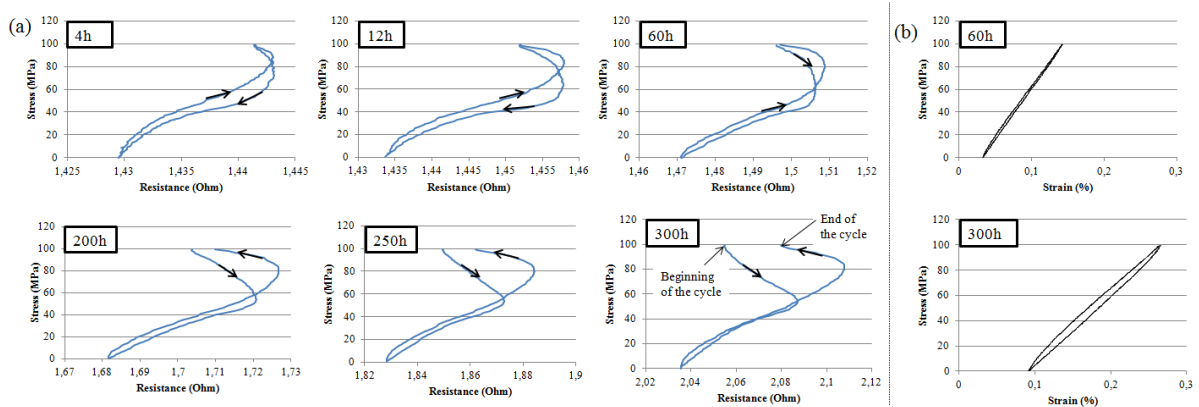 (a)
4h
Stress (MPa)
120
100
80
60
40
20
0
1,425 1,43 1,435 1,44 1,445
Resistance (Ohm)
12h
Stress (MPa)
120
100
80
60
40
20
0
1,43 1,435 1,44 1,445 1,45 1,455 1,46
Resistance (Ohm)
60h
Stress (MPa)
120
100
80
60
40
20
0
1,46 1,47 1,48 1,49 1,5 1,51 1,52
Resistance (Ohm)
(b)
60h
Stress (MPa)
120
100
80
60
40
20
0
0 0,1 0,2 0,3
Strain (%)
200h
Stress (MPa)
120
100
80
60
40
20
0
1,67 1,68 1,69 1,7 1,71 1,72 1,73
Resistance (Ohm)
250h
Stress (MPa)
120
100
80
60
40
20
0
1,82 1,84 1,86 1,88 1,9
Resistance (Ohm)
300h
End of
the cycle
Beginning
of the cycle
Stress (MPa)
120
100
80
60
40
20
0
2,02 2,04 2,06 2,08 2,1 2,12
Resistance (Ohm)
300h
Stress (MPa)
120
100
80
60
40
20
0
0 0,1 0,2 0,3
Strain (%)